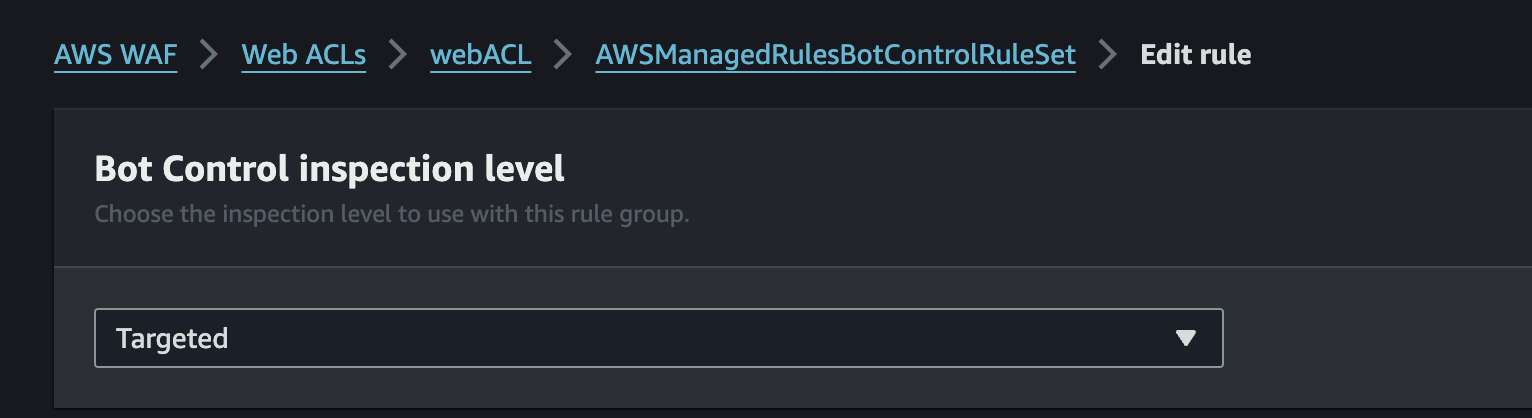 AWS WAF > Web ACLs > webACL > AWSManagedRulesBotControlRuleSet > Edit rule
Bot Control inspection level
Choose the inspection level to use with this rule group.
Targeted